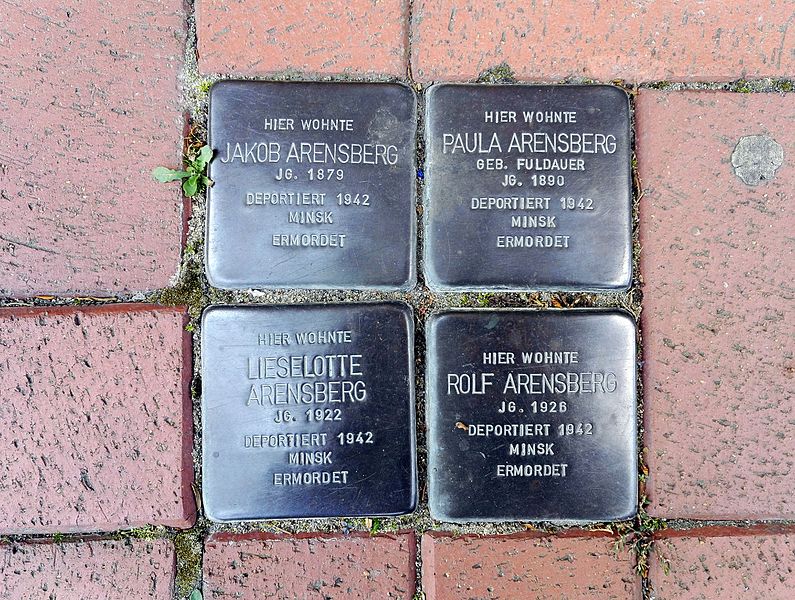 HIER WOHNTE
JAKOB ARENSBERG
JG. 1879
DEPORTIERT 1942
MINSK
ERMORDET
HIER WOHNTE
PAULA ARENSBERG
GEB. FULDAUER
JG. 1890
DEPORTIERT 1942
MINSK
ERMORDET
HIER WOHNTE
LIESELOTTE
ARENSBERG
JG. 1922
DEPORTIERT 1942
MINSK
ERMORDET
HIER WOHNTE
ROLF ARENSBERG
JG. 1926
DEPORTIERT 1942
MINSK
ERMORDET